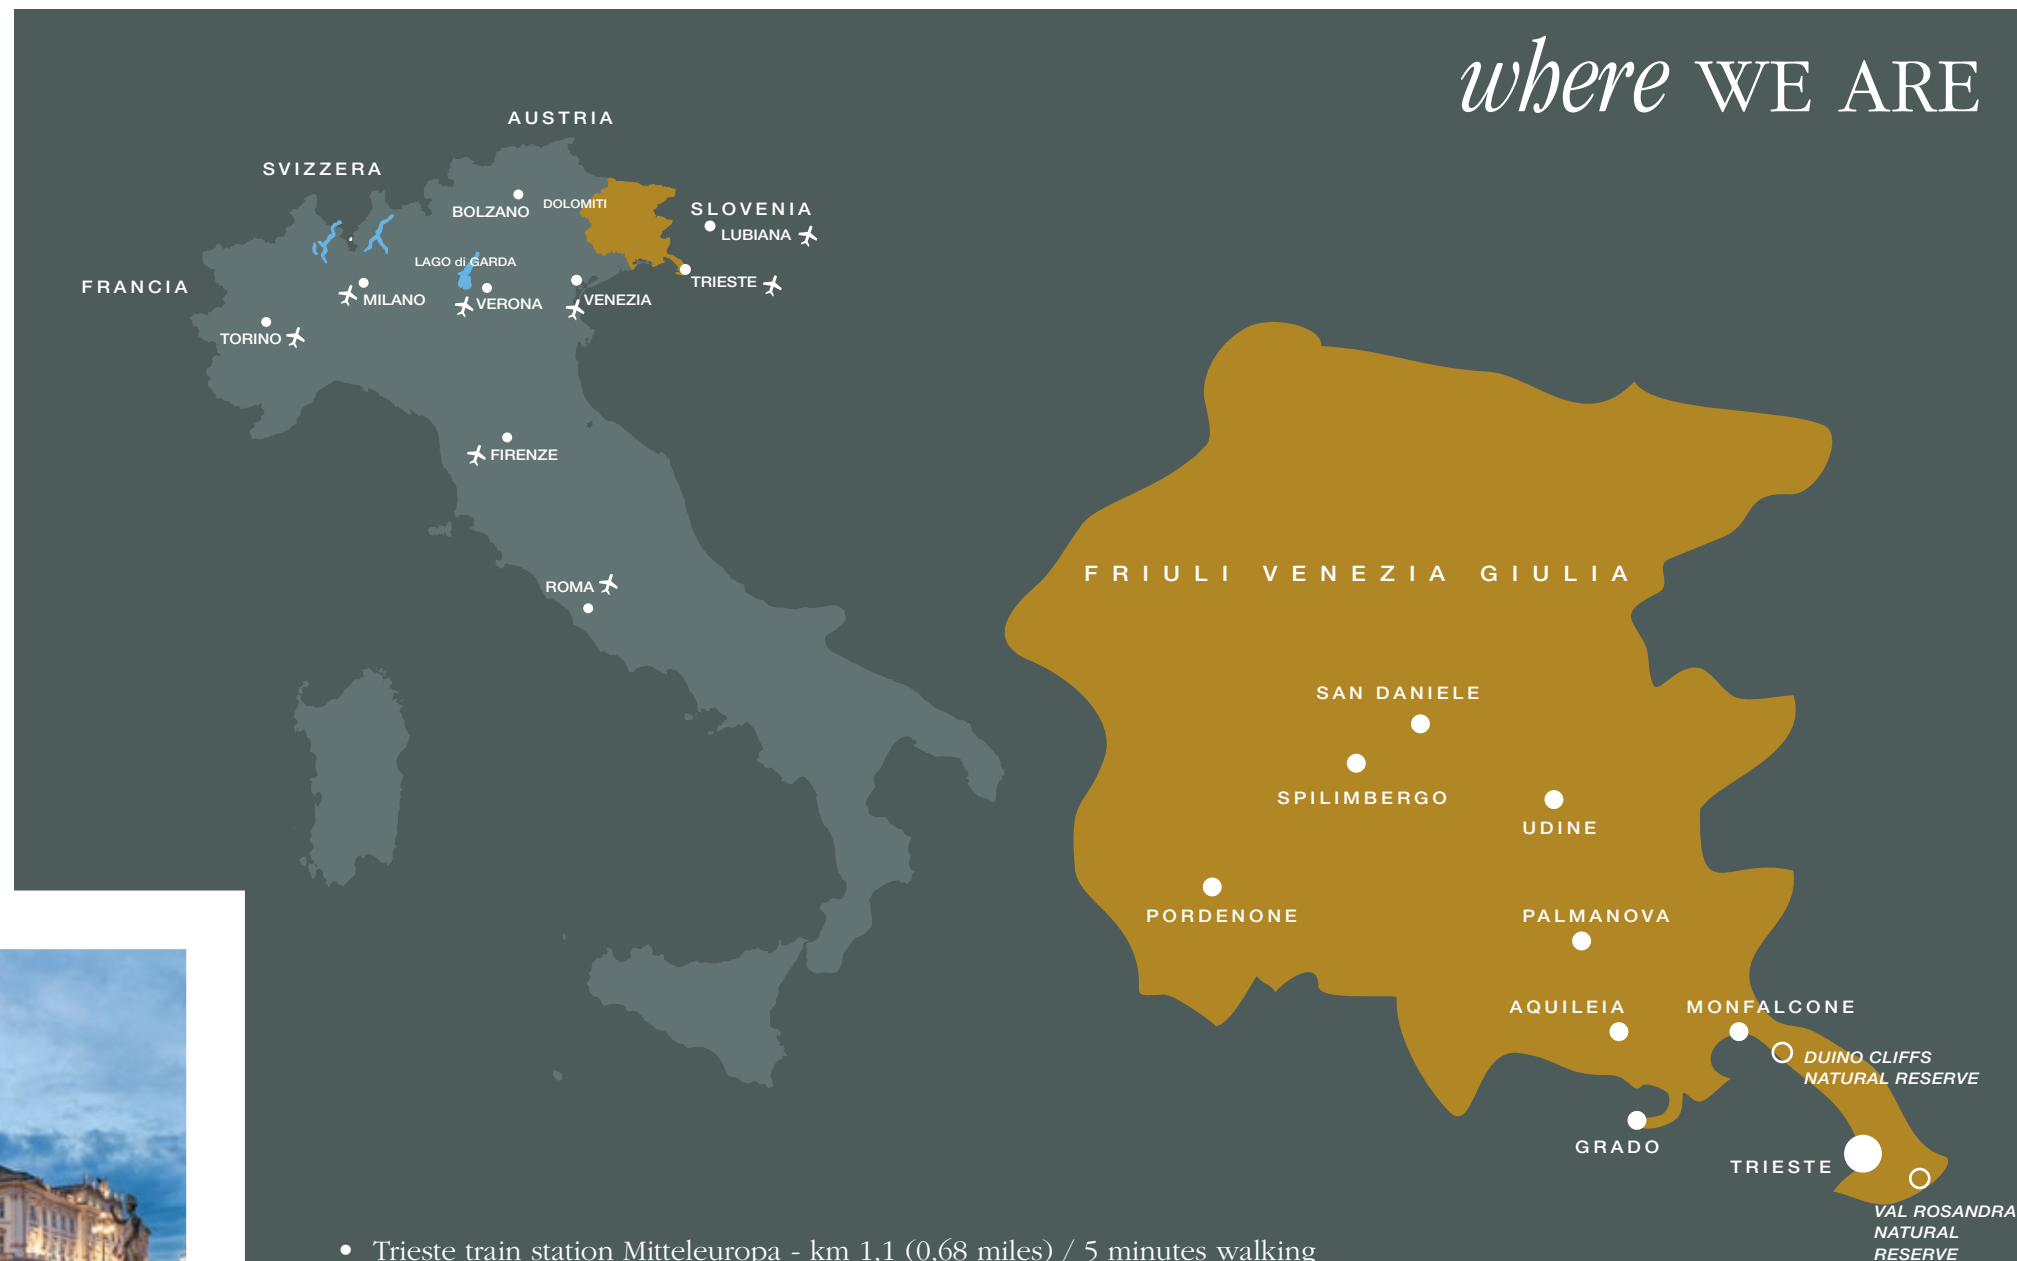 where WE ARE
AUSTRIA
SVIZZERA
BOLZANO
DOLOMITI
SLOVENIA
LUBIANA
LAGO di GARDA
FRANCIA
TRIESTE
MILANO
VERONA
VENEZIA
TORINO
FIRENZE
ROMA
FRIULI VENEZIA GIULIA
SAN DANIELE
SPILIMBERGO
UDINE
PORDENONE
PALMANOVA
AQUILEIA
MONFALCONE
DUINO CLIFFS
NATURAL RESERVE
GRADO
TRIESTE
VAL ROSANDRA
NATURAL
RESERVE
• Trieste train station Mitteleuropa - km 1,1 (0,68 miles) / 5 minutes walking